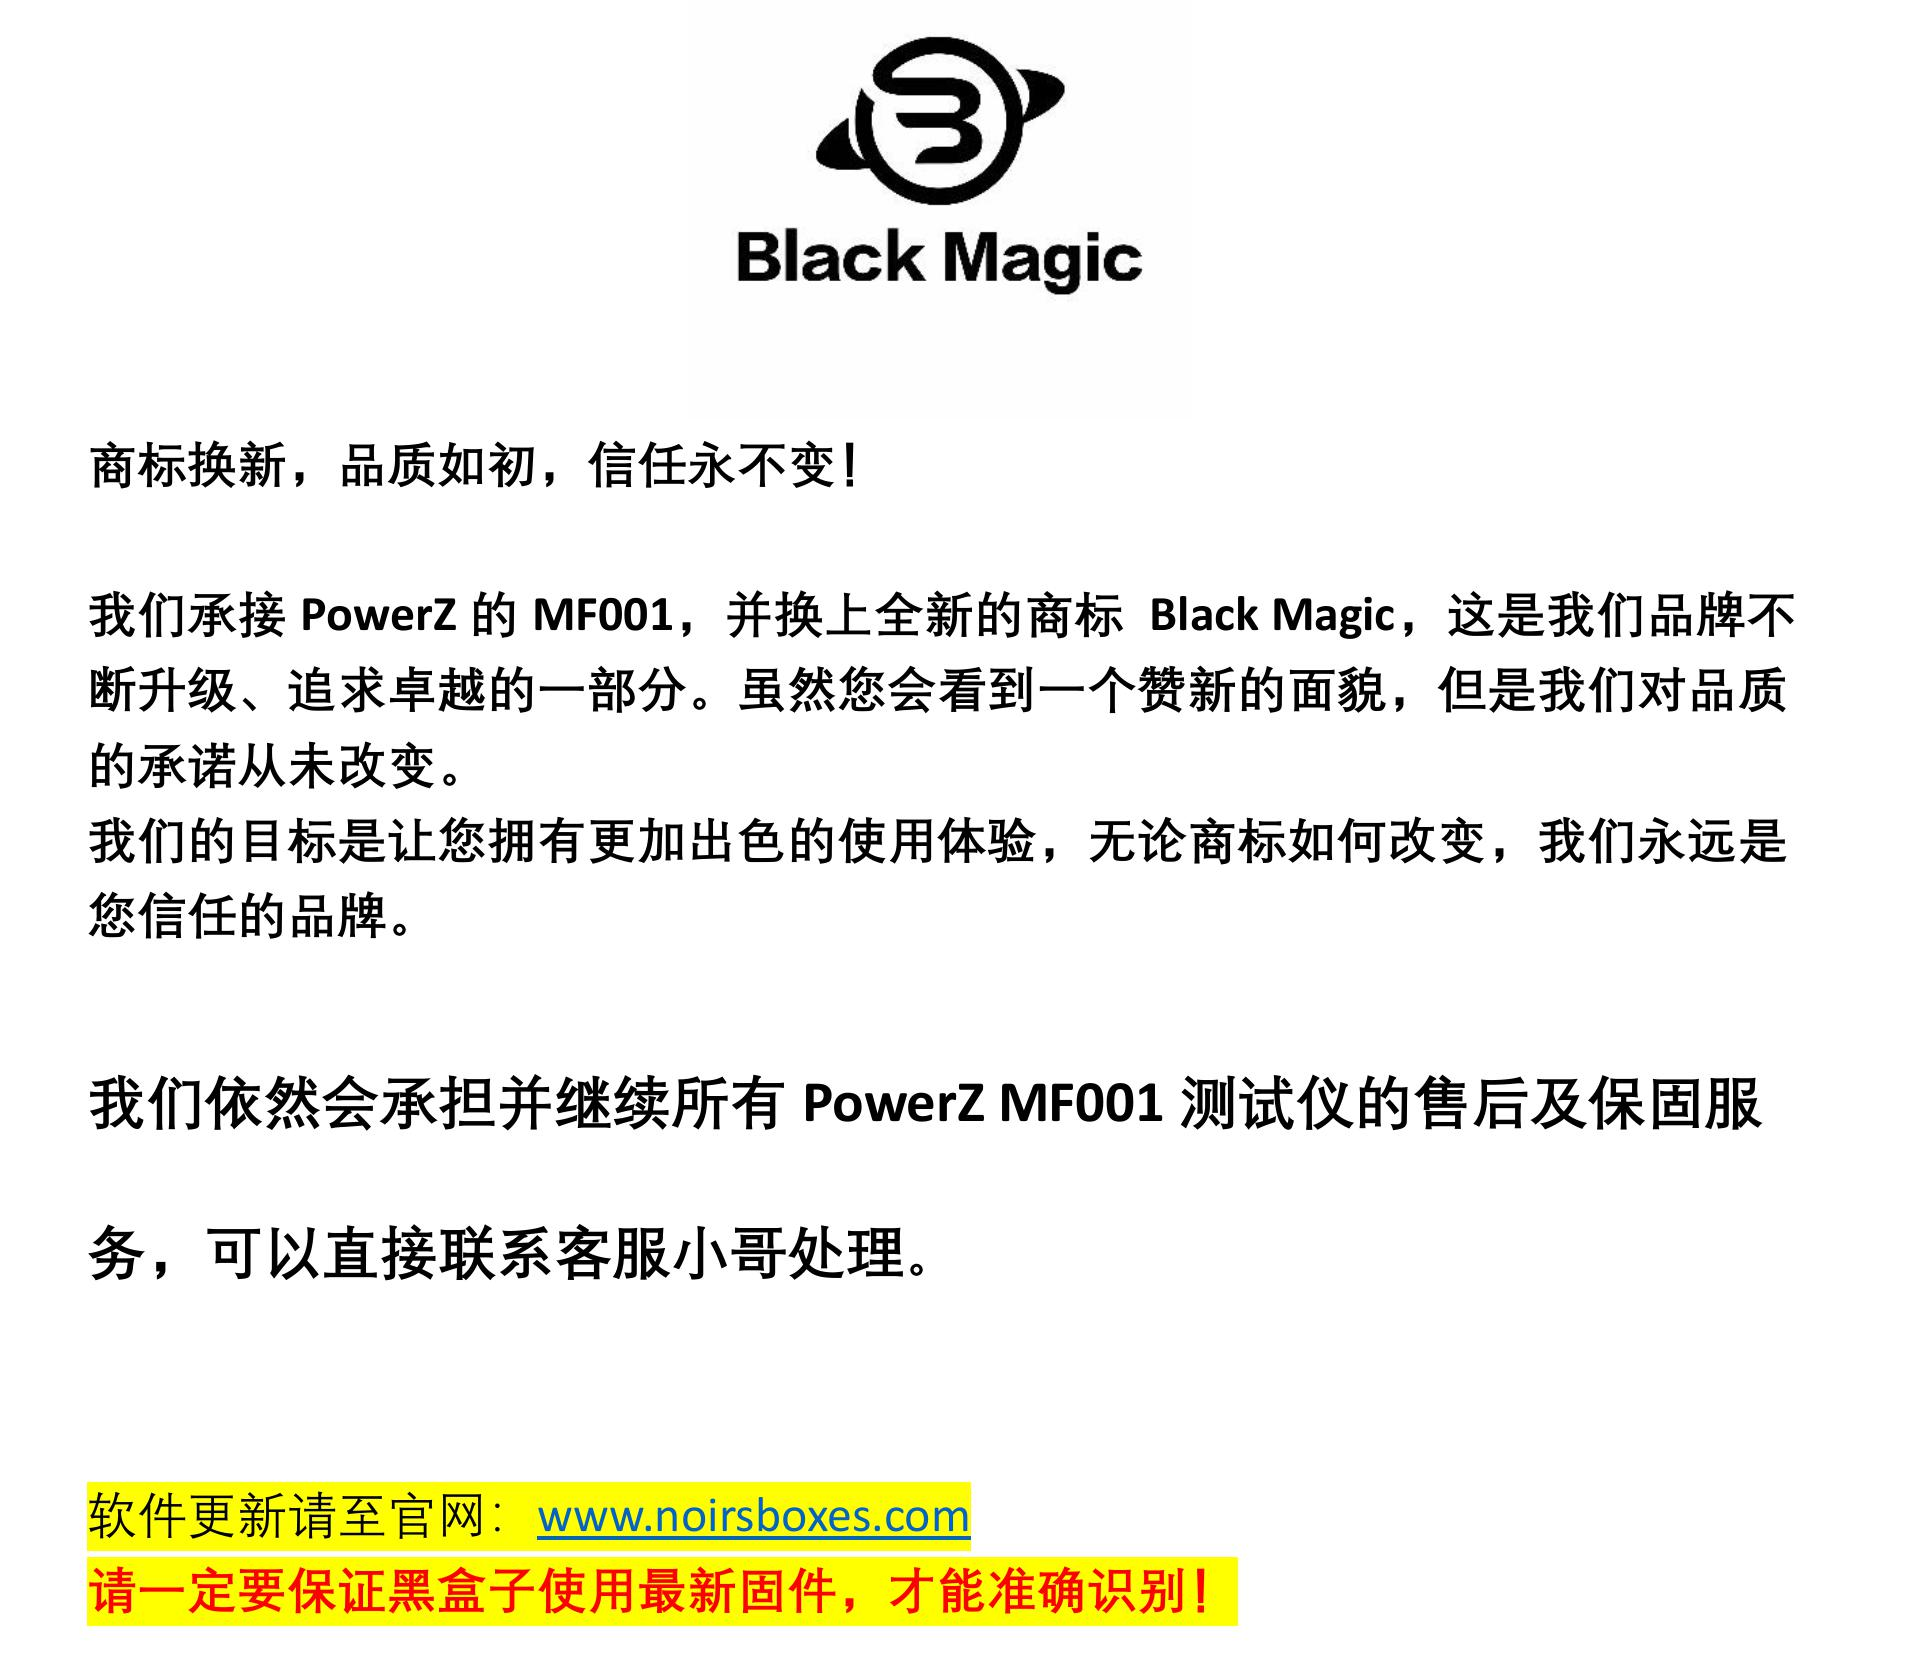 Black Magic
商标换新，品质如初，信任永不变！
我们承接 PowerZ 的 MF001，并换上全新的商标 Black Magic，这是我们品牌不
断升级、追求卓越的一部分。虽然您会看到一个赞新的面貌，但是我们对品质
的承诺从未改变。
我们的目标是让您拥有更加出色的使用体验，无论商标如何改变，我们永远是
您信任的品牌。
我们依然会承担并继续所有 PowerZ MF001 测试仪的售后及保固服
务，可以直接联系客服小哥处理。
软件更新请至官网：www.noirsboxes.com
请一定要保证黑盒子使用最新固件，才能准确识别！